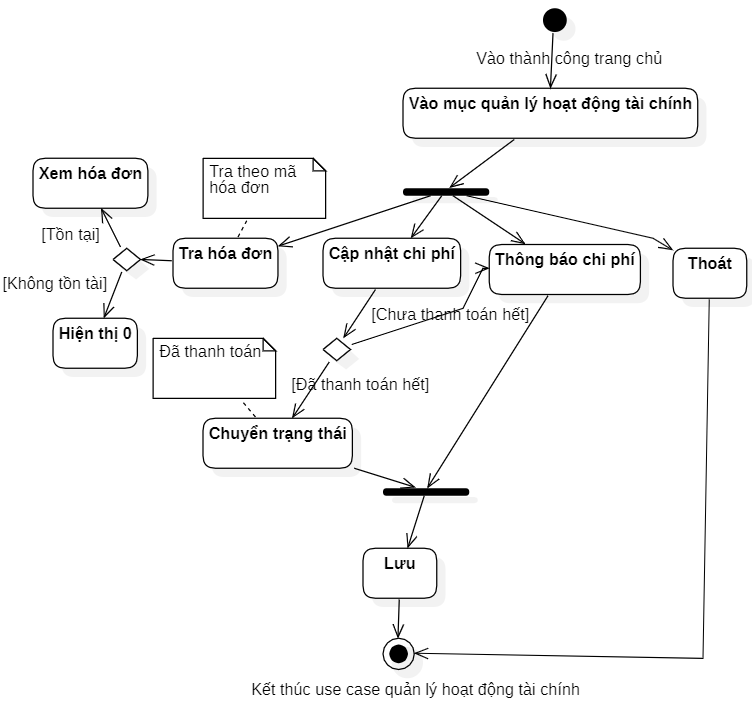 Vào thành công trang chủ
Vào mục quản lý hoạt động tài chính
Xem hóa đơn
Tra theo mã
hóa đơn
[Tồn tại]
Tra hóa đơn
Cập nhật chi phí
Thông báo chi phí
Thoát
[Không tồn tài]
Hiện thị 0
[Chưa thanh toán hết]
Đã thanh toán
[Đã thanh toán hết]
Chuyển trạng thái
Lưu
Kết thúc use case quản lý hoạt động tài chính